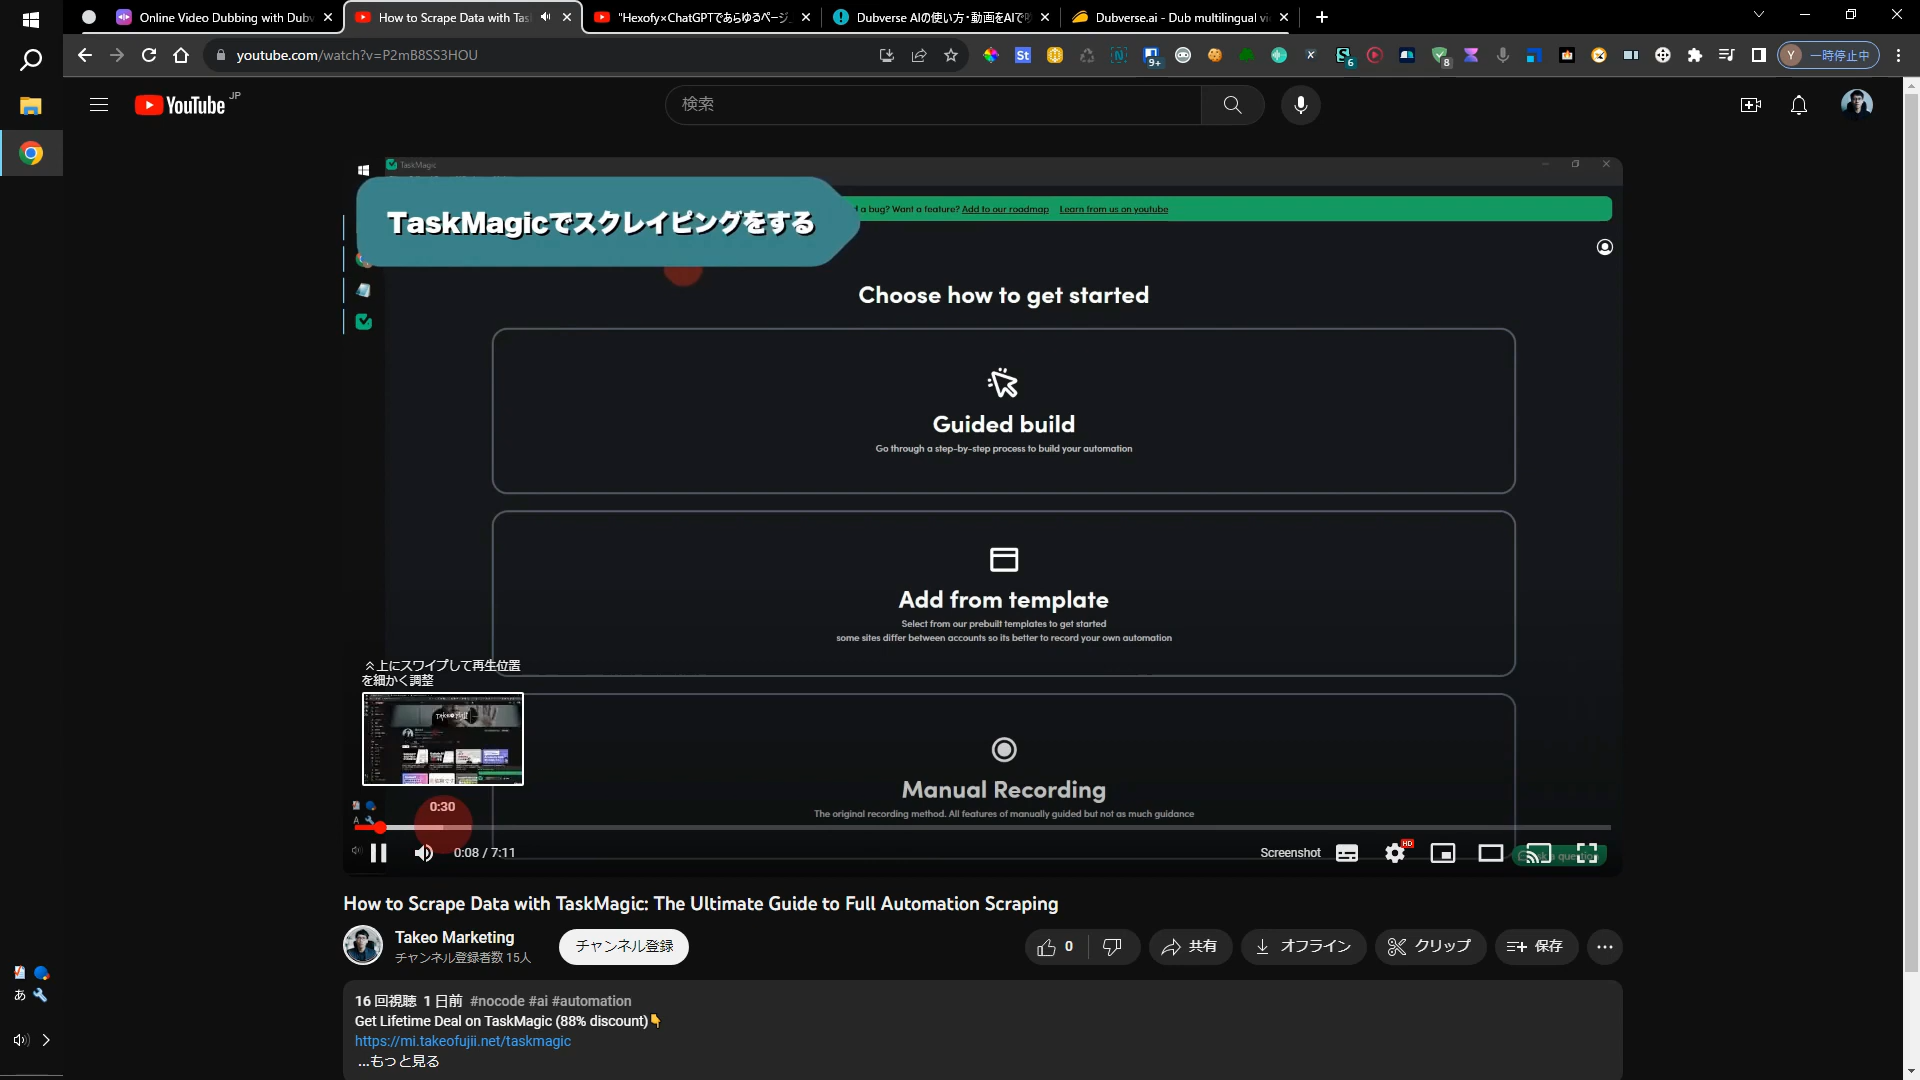 Online Video Dubbing with Dub
How to Scrape Data with Tas
"Hexofy×ChatGPTであらゆるページ
Dubverse AIの使い方・動画をAIで
Dubverse.ai - Dub multilingual vi
youtube.com/watch?v=P2mB8SS3HOU
St
N
9+
6
8
Y 一時停止中
YouTube JP
検索
TaskMagic
TaskMagicでスクレイピングをする
d a bug? Want a feature? Add to our roadmap Learn from us on youtube
Choose how to get started
Guided build
Go through a step-by-step process to build your automation
Add from template
Select from our prebuilt templates to get started
some sites differ between accounts so its better to record your own automation
上にスワイプして再生位置
を細かく調整
Manual Recording
The original recording method. All features of manually guided but not as much guidance
0:30
A
0:08 / 7:11
Screenshot
HD
How to Scrape Data with TaskMagic: The Ultimate Guide to Full Automation Scraping
Takeo Marketing
チャンネル登録者数 15人
チャンネル登録
0
共有
オフライン
クリップ
保存
16 回視聴 1 日前 #nocode #ai #automation
Get Lifetime Deal on TaskMagic (88% discount)👇
https://mi.takeofujii.net/taskmagic
...もっと見る
あ